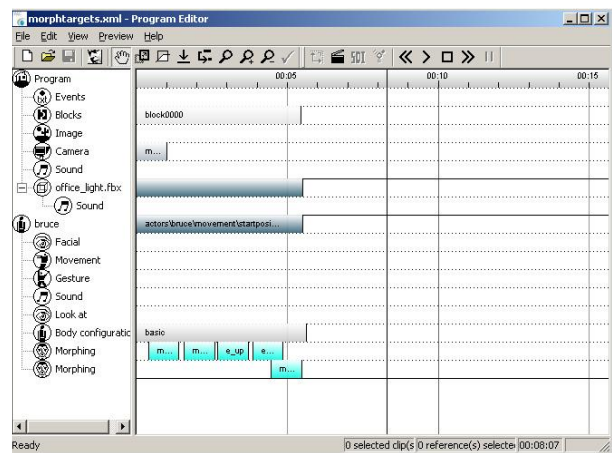 morphtargets.xml - Program Editor
File Edit View Preview Help
SDI
Program
00:05 00:10 00:15
Events
txt
Blocks
block0000
Image
Camera
m...
Sound
office_light.fbx
Sound
bruce
actors\bruce\movement\startposi...
Facial
Movement
Gesture
Sound
Look at
Body configuratic
basic
Morphing
m... m... e_up e...
Morphing
m...
Ready
0 selected clip(s 0 reference(s) selecte 00:08:07